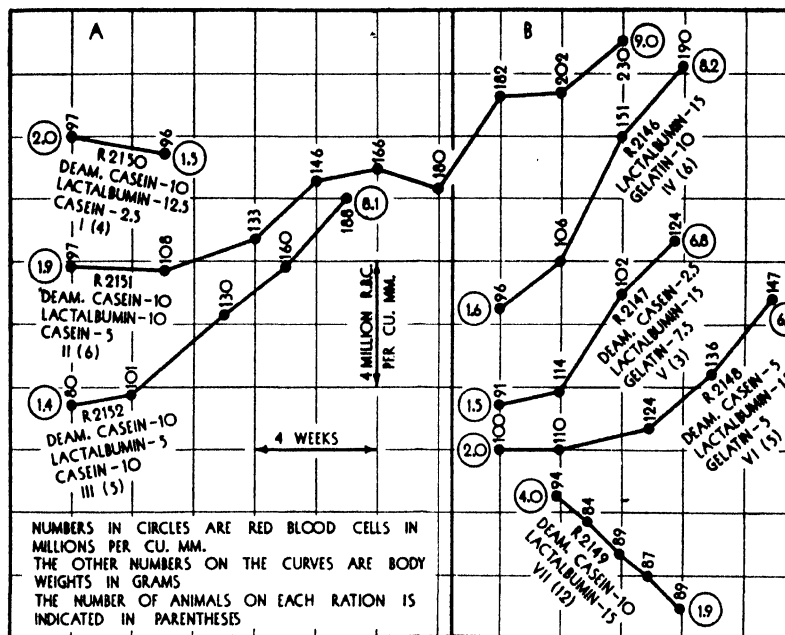 A
2.0
97
96
1.5
R2150
DEAM. CASEIN-10
LACTALBUMIN-12.5
CASEIN-2.5
I (4)
1.9
97
108
133
146
166
180
182
202
230
9.0
R2151
DEAM. CASEIN-10
LACTALBUMIN-10
CASEIN-5
II (6)
1.4
80
101
130
160
188
8.1
R2152
DEAM. CASEIN-10
LACTALBUMIN-5
CASEIN-10
III (5)
4 MILLION R.B.C.
PER CU. MM.
4 WEEKS
NUMBERS IN CIRCLES ARE RED BLOOD CELLS IN
MILLIONS PER CU. MM.
THE OTHER NUMBERS ON THE CURVES ARE BODY
WEIGHTS IN GRAMS
THE NUMBER OF ANIMALS ON EACH RATION IS
INDICATED IN PARENTHESES
B
1.6
96
106
151
190
8.2
R2146
LACTALBUMIN-15
GELATIN-10
IV (6)
1.5
91
114
102
124
6.8
R2147
DEAM. CASEIN-2.5
LACTALBUMIN-15
GELATIN-7.5
V (3)
2.0
100
110
124
136
147
R2148
DEAM. CASEIN-5
GELATIN-5
VI (5)
4.0
94
84
89
87
89
1.9
R2149
DEAM. CASEIN-10
LACTALBUMIN-15
VII (12)